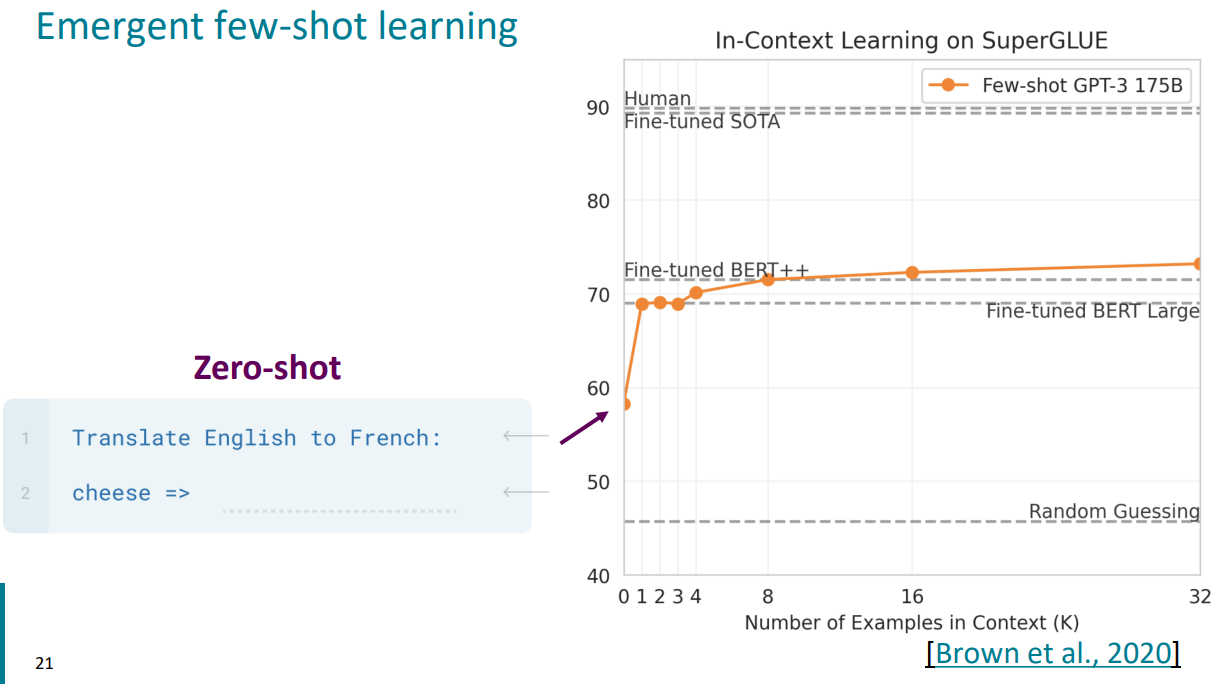 Emergent few-shot learning
In-Context Learning on SuperGLUE
Few-shot GPT-3 175B
90
Human
Fine-tuned SOTA
80
Fine-tuned BERT++
70
Fine-tuned BERT Large
60
50
Random Guessing
40
0 1 2 3 4 8 16 32
Number of Examples in Context (K)
Zero-shot
1 Translate English to French:
2 cheese =>
[Brown et al., 2020]
21